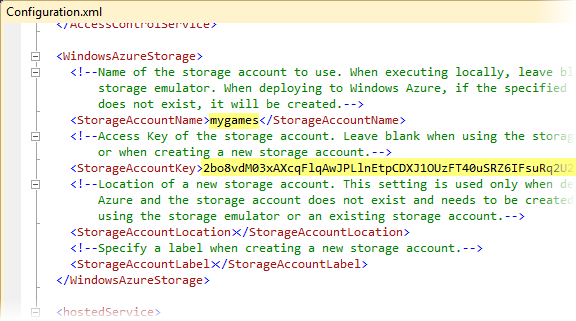 Configuration.xml
</AccessControlService>
<WindowsAzureStorage>
<!--Name of the storage account to use. When executing locally, leave bl
storage emulator. When deploying to Windows Azure, if the specified
does not exist, it will be created.-->
<StorageAccountName>mygames</StorageAccountName>
<!--Access Key of the storage account. Leave blank when using the storag
or when creating a new storage account.-->
<StorageAccountKey>2bo8vdM03xAXcqFlqAwJPLlnEtpCDXJ1OUzFT40uSRZ6IFsuRq2U2
<!--Location of a new storage account. This setting is used only when de
Azure and the storage account does not exist and needs to be created
using the storage emulator or an existing storage account.-->
<StorageAccountLocation></StorageAccountLocation>
<!--Specify a label when creating a new storage account.-->
<StorageAccountLabel></StorageAccountLabel>
</WindowsAzureStorage>
<hostedService>